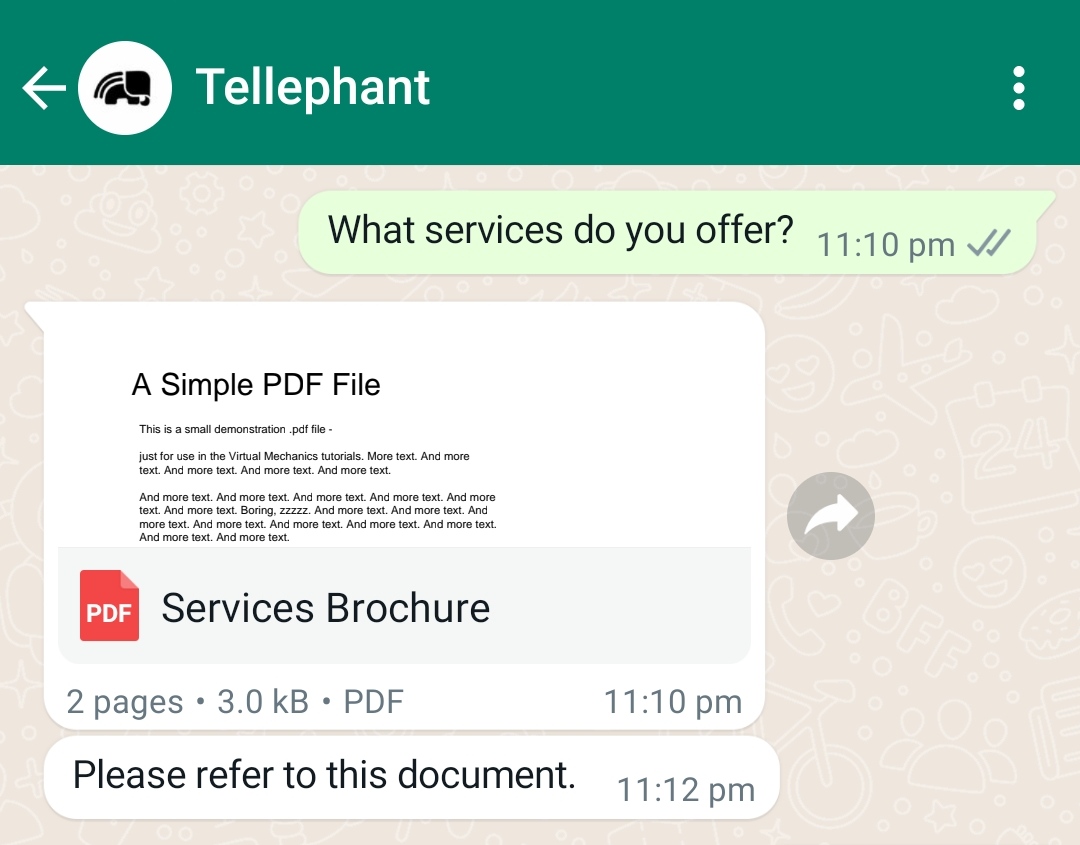 Tellephant
What services do you offer? 11:10 pm
A Simple PDF File
This is a small demonstration .pdf file -
just for use in the Virtual Mechanics tutorials. More text. And more
text. And more text. And more text. And more text.
And more text. And more text. And more text. And more text. And more
text. And more text. Boring, zzzzz. And more text. And more text. And
more text. And more text. And more text. And more text. And more text.
And more text. And more text.
PDF Services Brochure
2 pages • 3.0 kB • PDF 11:10 pm
Please refer to this document. 11:12 pm
24
BFF